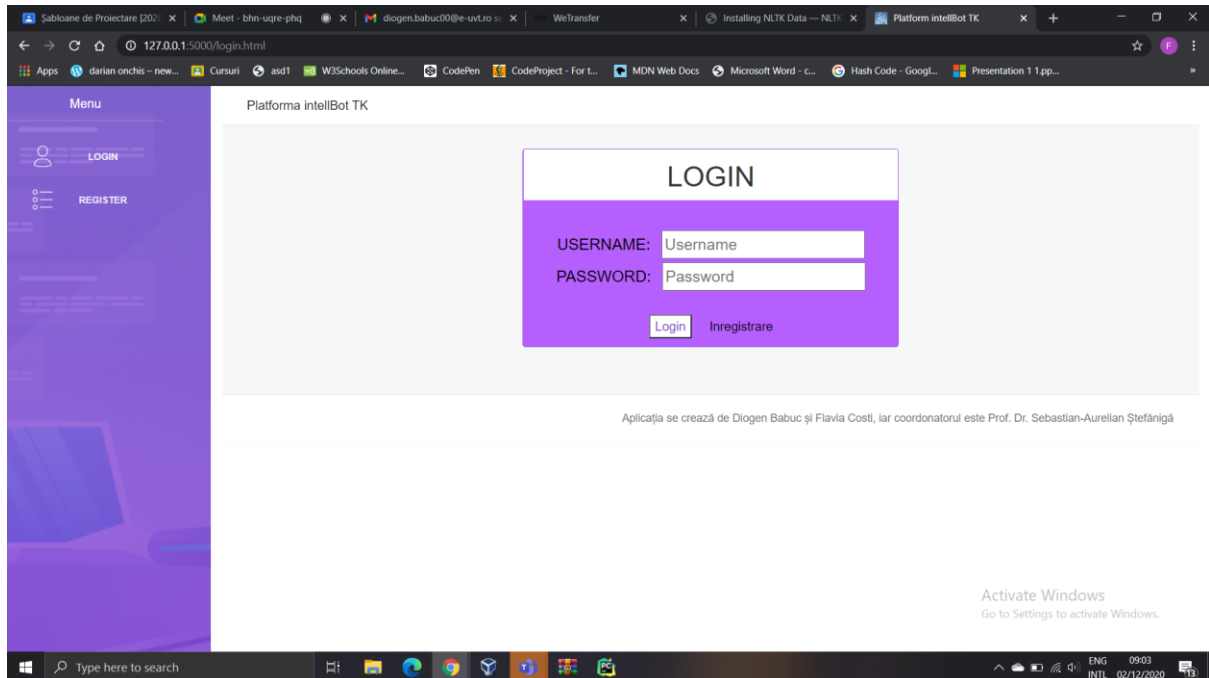 Șabloane de Proiectare [202
Meet - bhn-uqre-phq
diogen.babuc00@e-uvt.ro
WeTransfer
Installing NLTK Data — NLTK
Platform intellBot TK
127.0.0.1:5000/login.html
F
Apps
darian onchis – new...
Cursuri
asd1
W3Schools Online...
CodePen
CodeProject - For t...
MDN Web Docs
Microsoft Word - c...
Hash Code - Googl...
Presentation 1 1.pp...
»
Menu
Platforma intellBot TK
LOGIN
REGISTER
LOGIN
USERNAME: Username
PASSWORD: Password
Login Inregistrare
Aplicația se crează de Diogen Babuc și Flavia Costi, iar coordonatorul este Prof. Dr. Sebastian-Aurelian Ștefănigă
Activate Windows
Go to Settings to activate Windows.
Type here to search
PC
ENG 09:03
INTL 02/12/2020
13